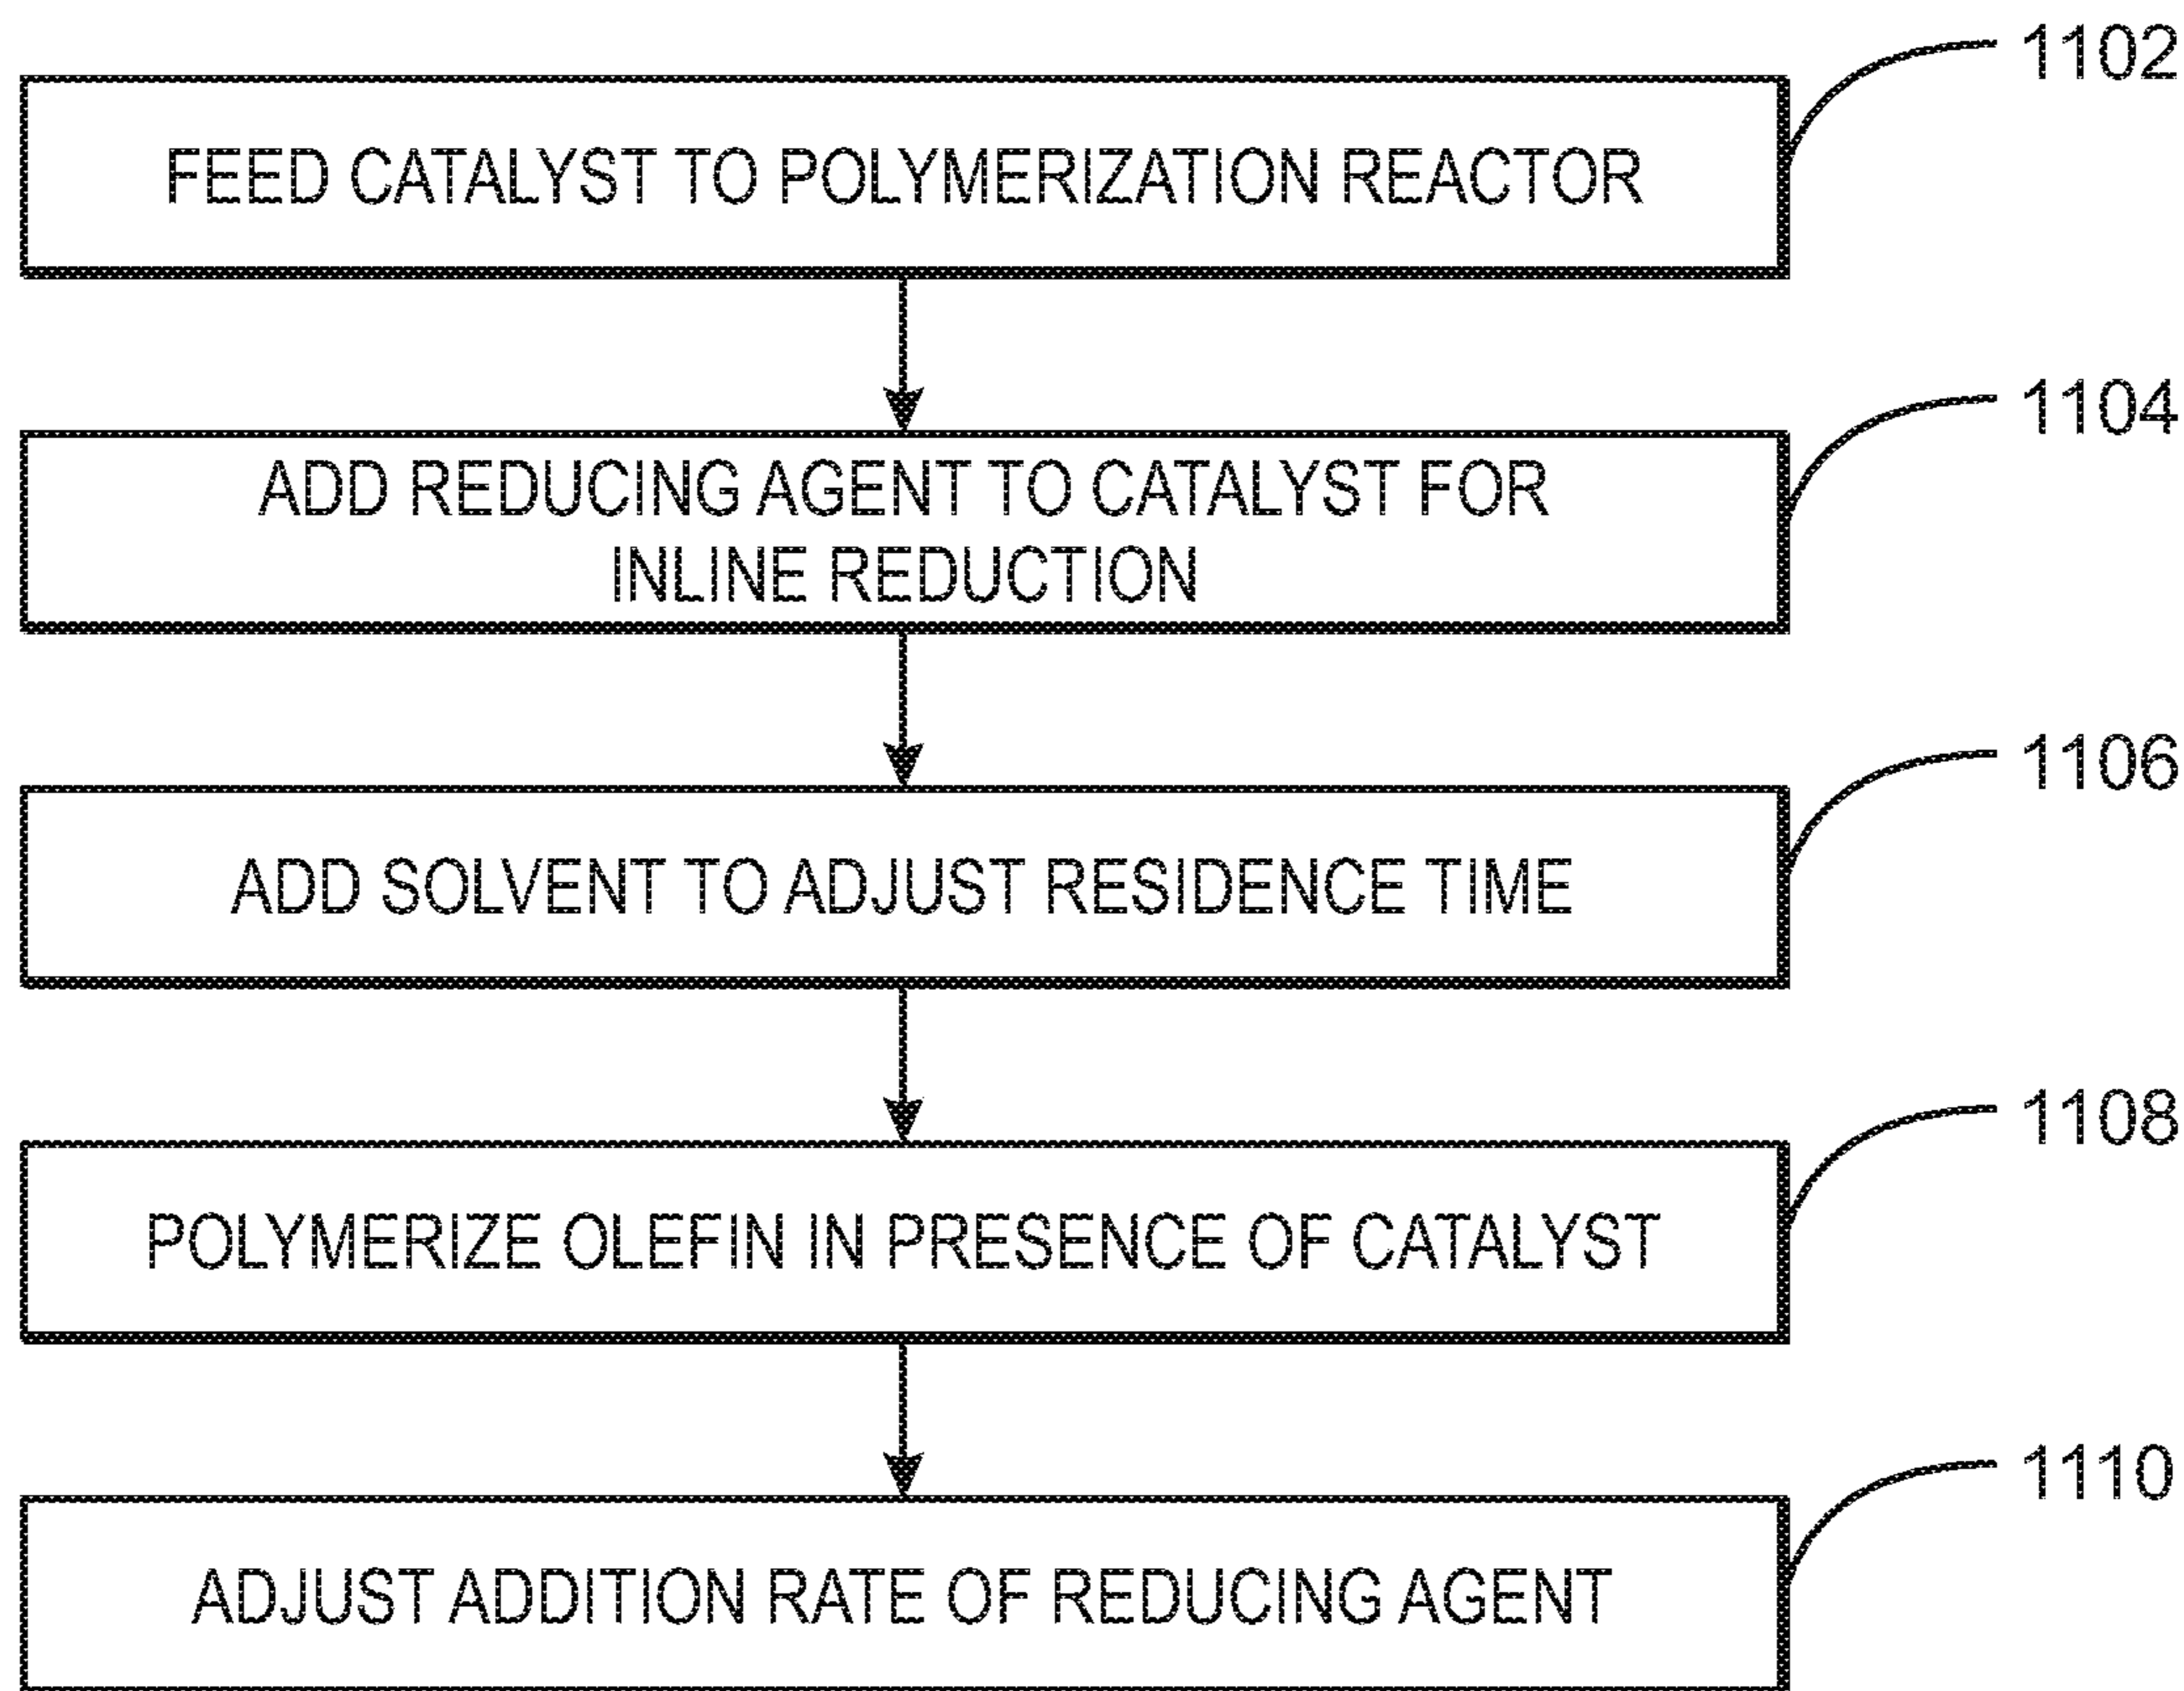 1102
FEED CATALYST TO POLYMERIZATION REACTOR
1104
ADD REDUCING AGENT TO CATALYST FOR
INLINE REDUCTION
1106
ADD SOLVENT TO ADJUST RESIDENCE TIME
1108
POLYMERIZE OLEFIN IN PRESENCE OF CATALYST
1110
ADJUST ADDITION RATE OF REDUCING AGENT